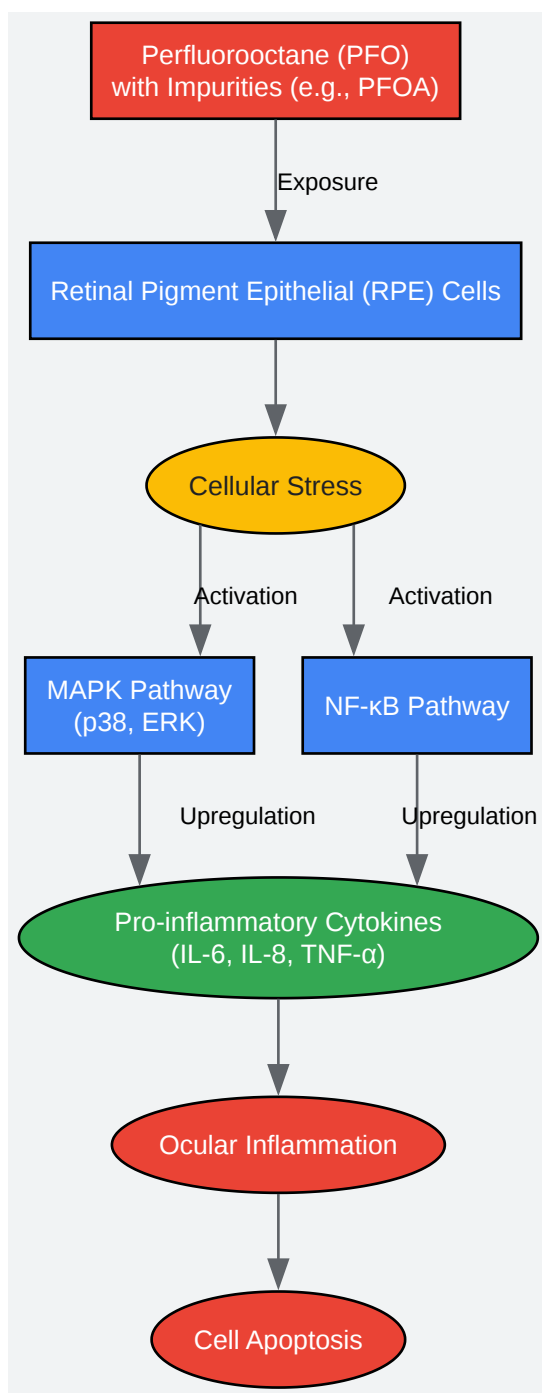 Perfluorooctane (PFO)
with Impurities (e.g., PFOA)
Exposure
Retinal Pigment Epithelial (RPE) Cells
Cellular Stress
Activation
Activation
MAPK Pathway
(p38, ERK)
NF-κB Pathway
Upregulation
Upregulation
Pro-inflammatory Cytokines
(IL-6, IL-8, TNF-α)
Ocular Inflammation
Cell Apoptosis